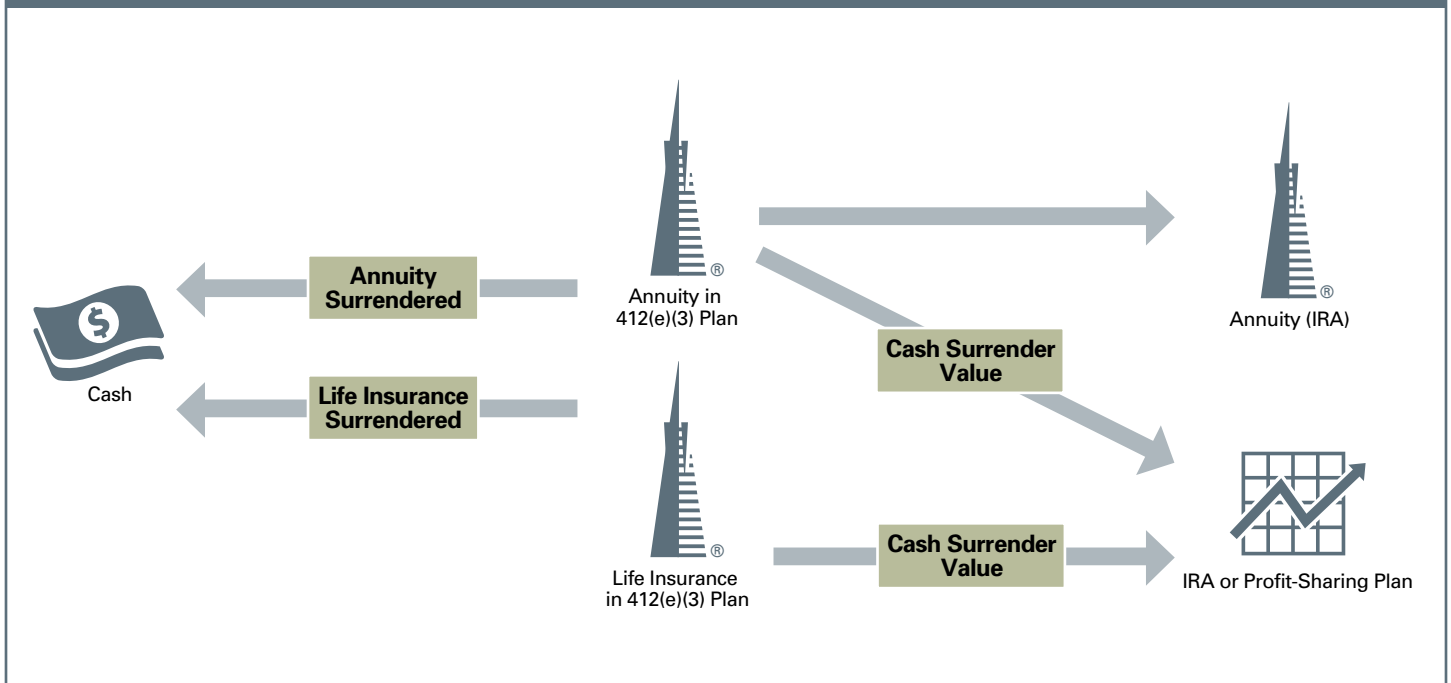 Annuity
Surrendered
$
Cash
Life Insurance
Surrendered
®
Annuity in
412(e)(3) Plan
®
Life Insurance
in 412(e)(3) Plan
Cash Surrender
Value
Cash Surrender
Value
®
Annuity (IRA)
IRA or Profit-Sharing Plan